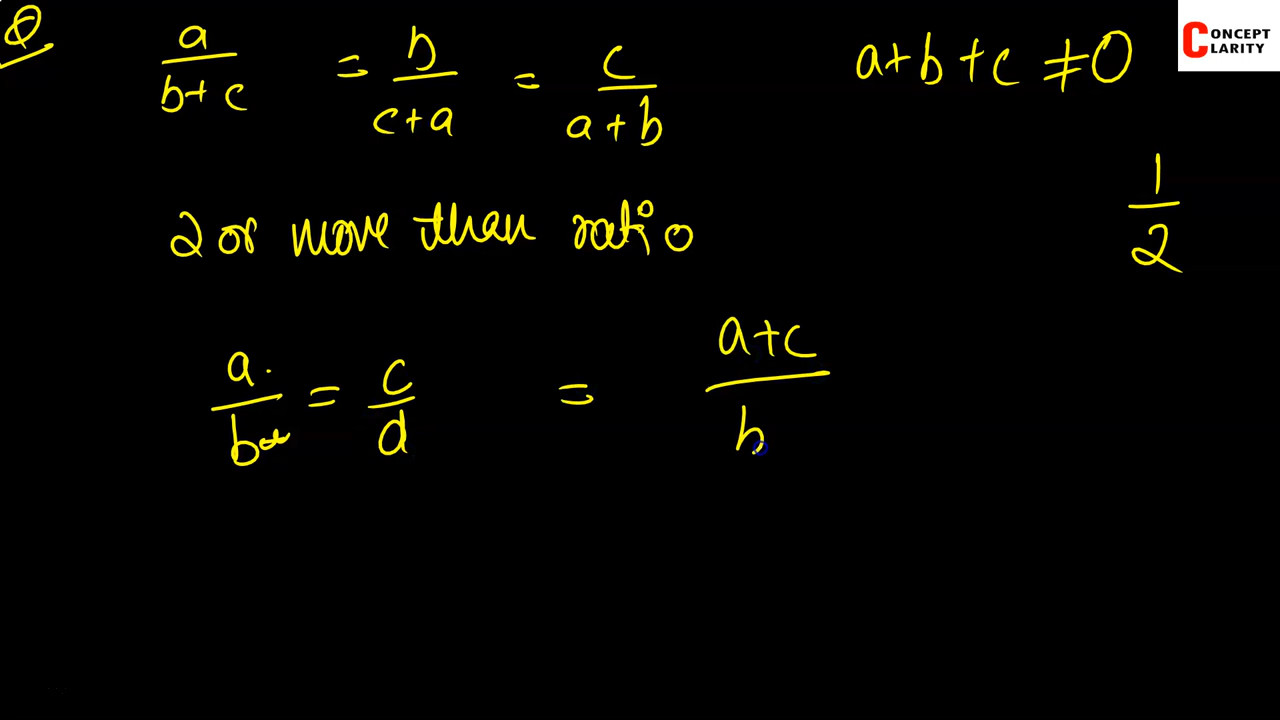 Q a/(b+c) = b/(c+a) = c/(a+b) a+b+c ≠ 0
CONCEPT
CLARITY
1/2
2 or more than ratio
a/b = c/d = (a+c)/b